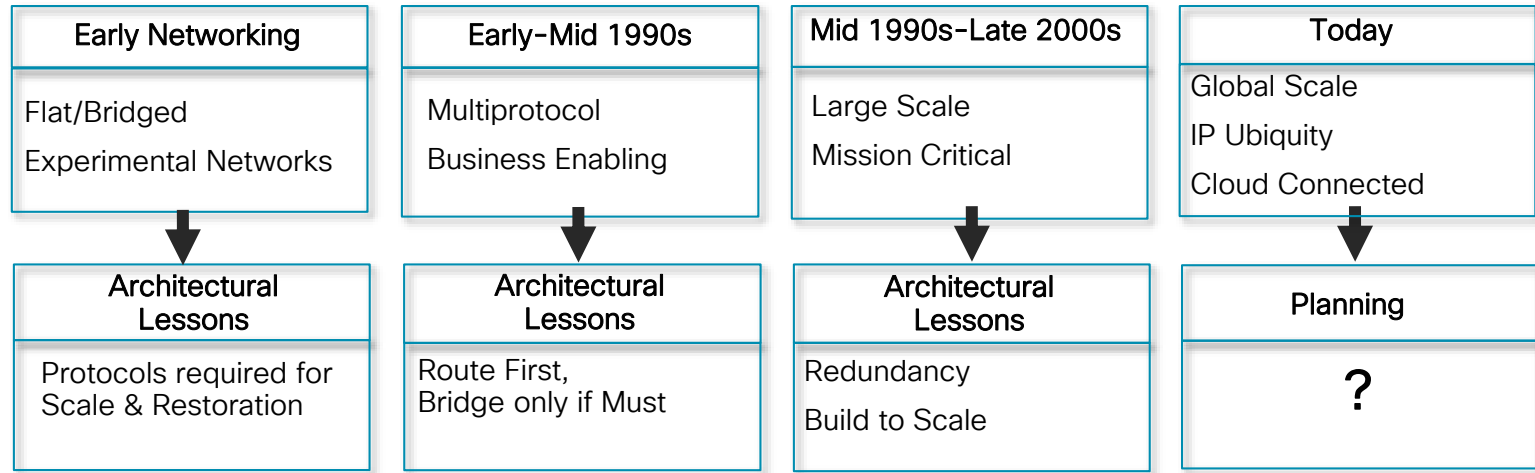 Early Networking
Flat/Bridged
Experimental Networks
Architectural
Lessons
Protocols required for
Scale & Restoration
Early-Mid 1990s
Multiprotocol
Business Enabling
Architectural
Lessons
Route First,
Bridge only if Must
Mid 1990s-Late 2000s
Large Scale
Mission Critical
Architectural
Lessons
Redundancy
Build to Scale
Today
Global Scale
IP Ubiquity
Cloud Connected
Planning
?